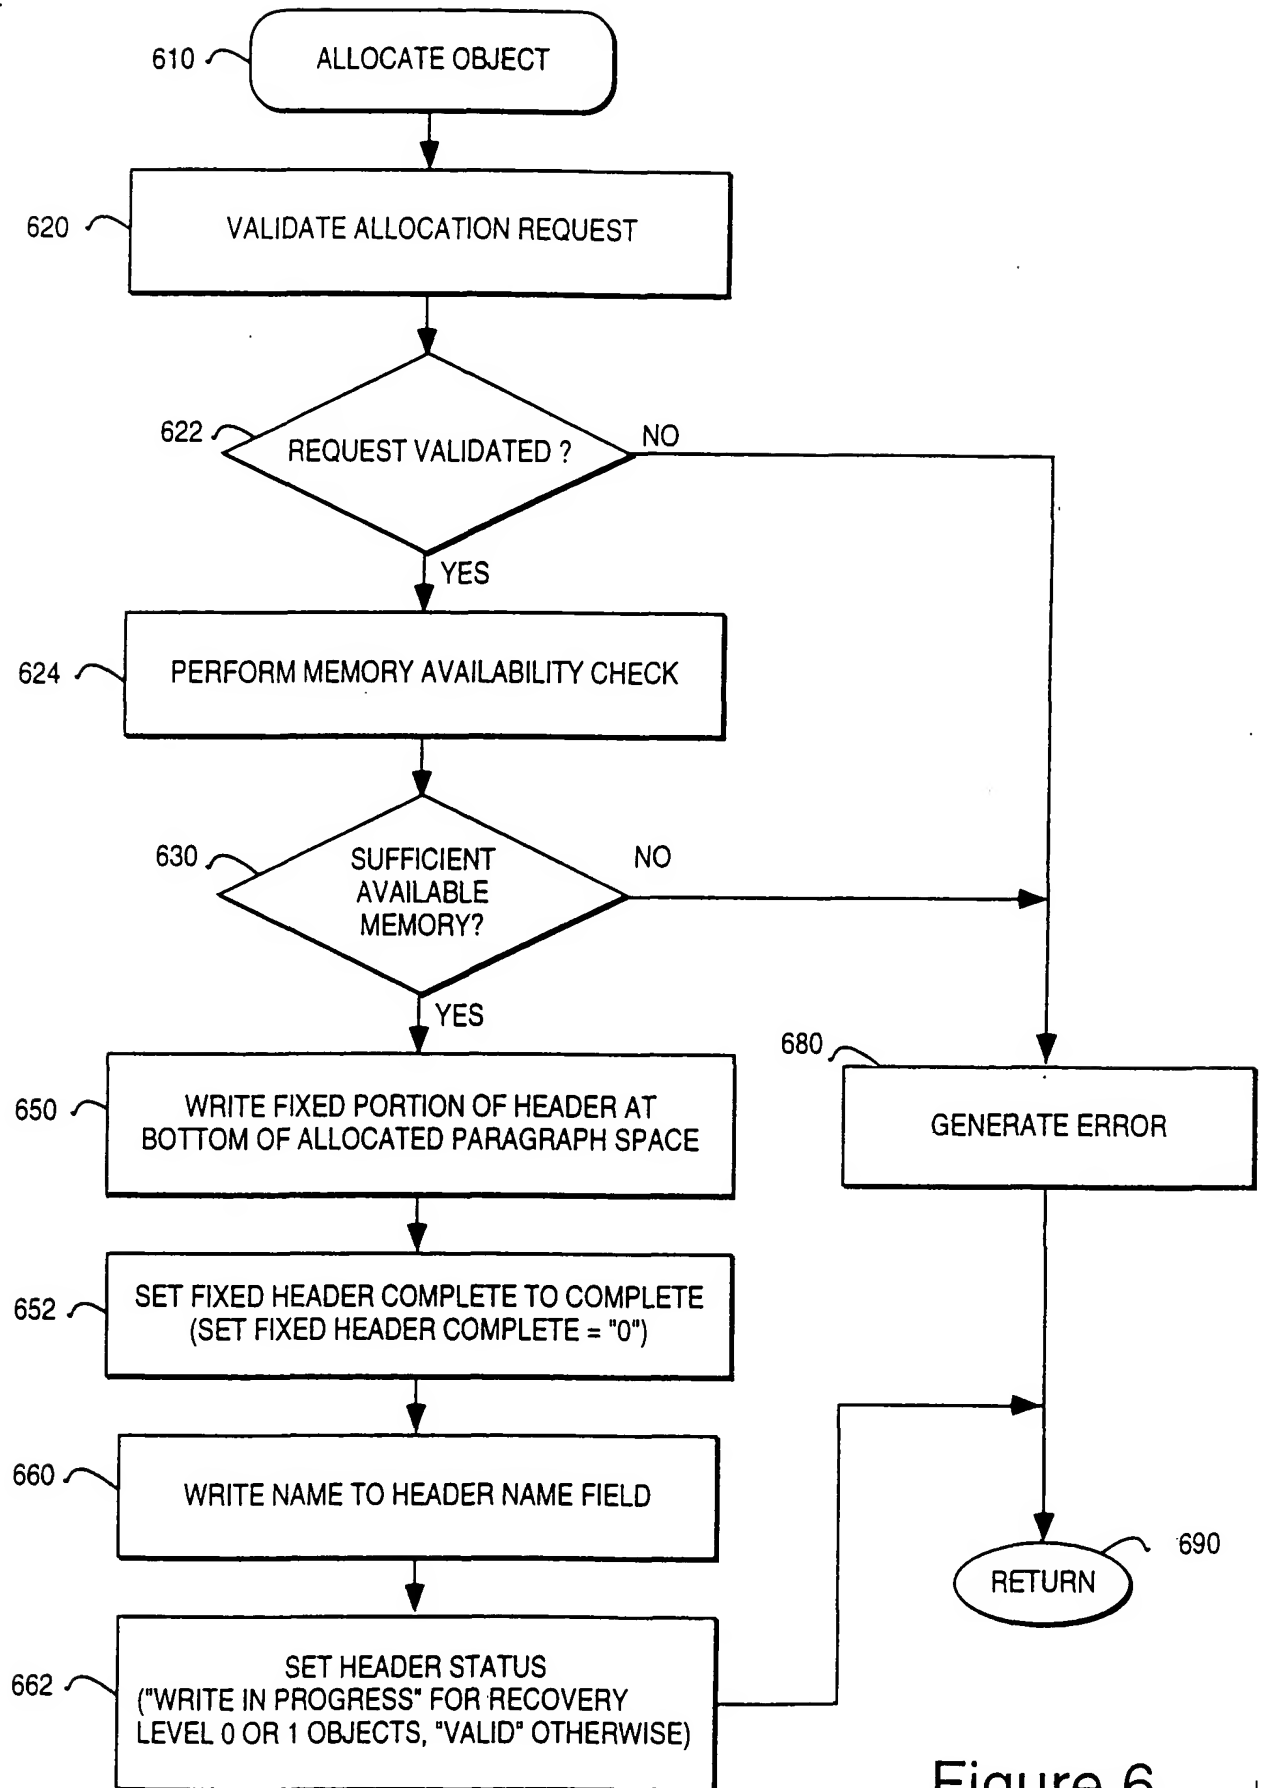 610
ALLOCATE OBJECT
620
VALIDATE ALLOCATION REQUEST
622
REQUEST VALIDATED ?
NO
YES
624
PERFORM MEMORY AVAILABILITY CHECK
630
SUFFICIENT
AVAILABLE
MEMORY?
NO
YES
650
WRITE FIXED PORTION OF HEADER AT
BOTTOM OF ALLOCATED PARAGRAPH SPACE
680
GENERATE ERROR
652
SET FIXED HEADER COMPLETE TO COMPLETE
(SET FIXED HEADER COMPLETE = "0")
660
WRITE NAME TO HEADER NAME FIELD
690
RETURN
662
SET HEADER STATUS
("WRITE IN PROGRESS" FOR RECOVERY
LEVEL 0 OR 1 OBJECTS, "VALID" OTHERWISE)
Figure 6